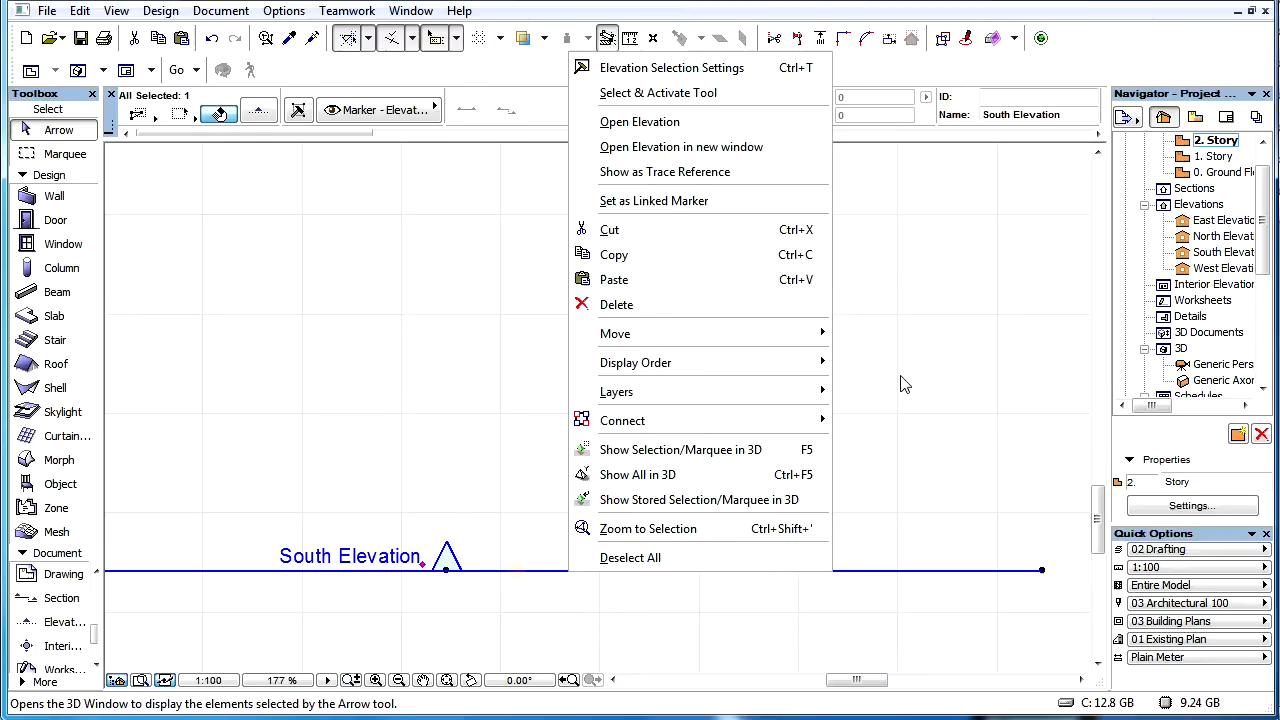 File Edit View Design Document Options Teamwork Window Help
Go
Toolbox
Select
Arrow
Marquee
Design
Wall
Door
Window
Column
Beam
Slab
Stair
Roof
Shell
Skylight
Curtain...
Morph
Object
Zone
Mesh
Document
Drawing
Section
Elevat...
Interi...
Works...
More
All Selected: 1
Marker - Elevat...
0
0
ID:
Name: South Elevation
Elevation Selection Settings Ctrl+T
Select & Activate Tool
Open Elevation
Open Elevation in new window
Show as Trace Reference
Set as Linked Marker
Cut Ctrl+X
Copy Ctrl+C
Paste Ctrl+V
Delete
Move
Display Order
Layers
Connect
Show Selection/Marquee in 3D F5
Show All in 3D Ctrl+F5
Show Stored Selection/Marquee in 3D
Zoom to Selection Ctrl+Shift+'
Deselect All
South Elevation
Navigator - Project ...
2. Story
1. Story
0. Ground Fl
Sections
Elevations
East Elevatio
North Elevat
South Elevat
West Elevati
Interior Elevation
Worksheets
Details
3D Documents
3D
Generic Pers
Generic Axor
Schedules
Properties
2. Story
Settings...
Quick Options
02 Drafting
1:100
Entire Model
03 Architectural 100
03 Building Plans
01 Existing Plan
Plain Meter
1:100 177 % 0.00°
Opens the 3D Window to display the elements selected by the Arrow tool.
C: 12.8 GB 9.24 GB